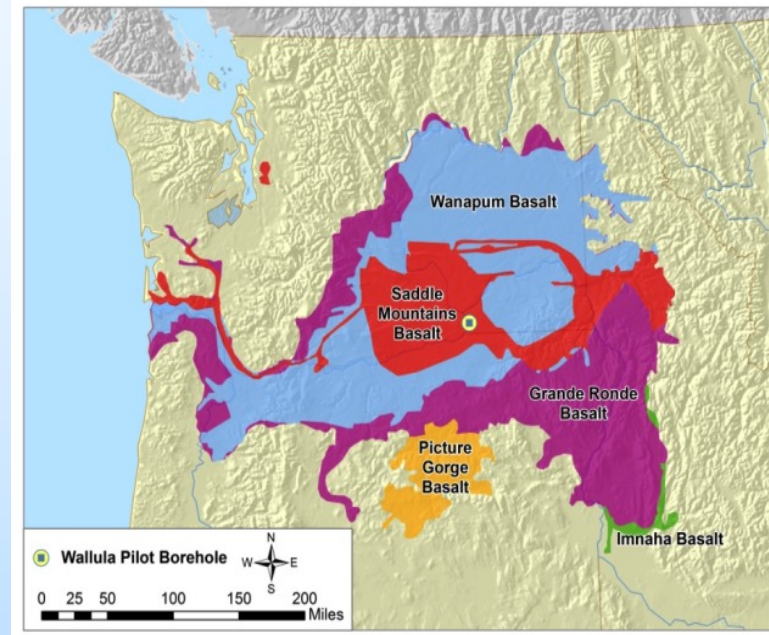 Wanapum Basalt
Saddle
Mountains
Basalt
Grande Ronde
Basalt
Picture
Gorge
Basalt
Imnaha Basalt
Wallula Pilot Borehole
N
W E
S
0 25 50 100 150 200
Miles